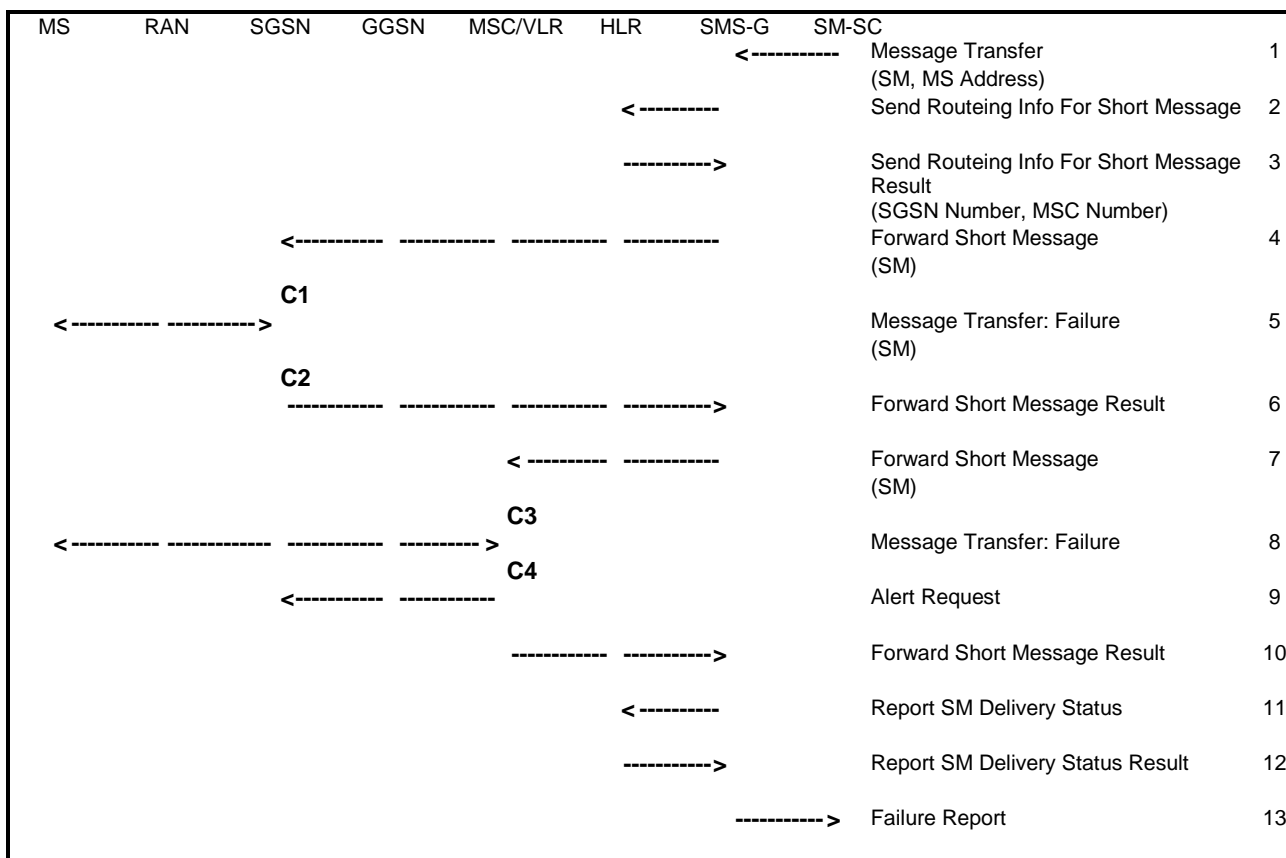 MS RAN SGSN GGSN MSC/VLR HLR SMS-G SM-SC
<----------- Message Transfer 1
(SM, MS Address)
<---------- Send Routeing Info For Short Message 2
-----------> Send Routeing Info For Short Message 3
Result
(SGSN Number, MSC Number)
<----------- ------------ ------------ ------------ Forward Short Message 4
(SM)
C1
<----------- -----------> Message Transfer: Failure 5
(SM)
C2
------------ ------------ ------------ -----------> Forward Short Message Result 6
<---------- ------------ Forward Short Message 7
(SM)
C3
<----------- ------------- ------------ ----------> Message Transfer: Failure 8
C4
<----------- ------------ Alert Request 9
------------ -----------> Forward Short Message Result 10
<---------- Report SM Delivery Status 11
-----------> Report SM Delivery Status Result 12
-----------> Failure Report 13